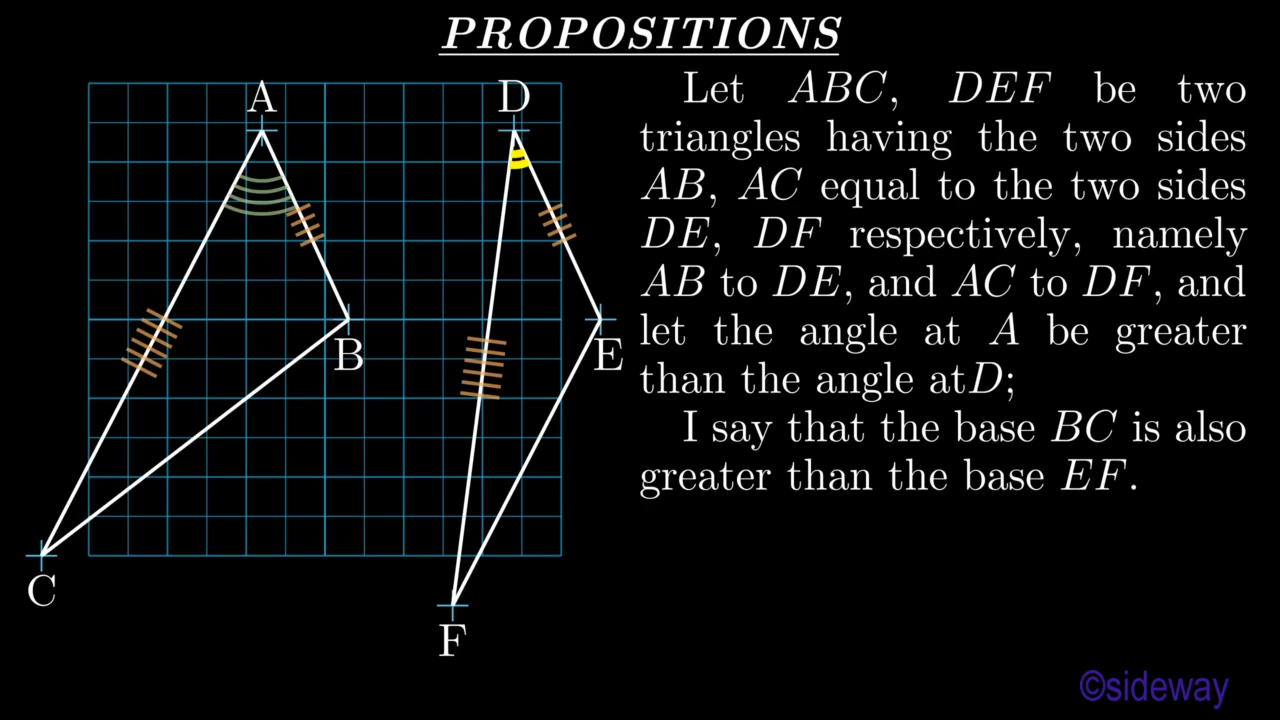 PROPOSITIONS
A
D
B
E
C
F
Let ABC, DEF be two
triangles having the two sides
AB, AC equal to the two sides
DE, DF respectively, namely
AB to DE, and AC to DF, and
let the angle at A be greater
than the angle atD;
I say that the base BC is also
greater than the base EF.
©sideway